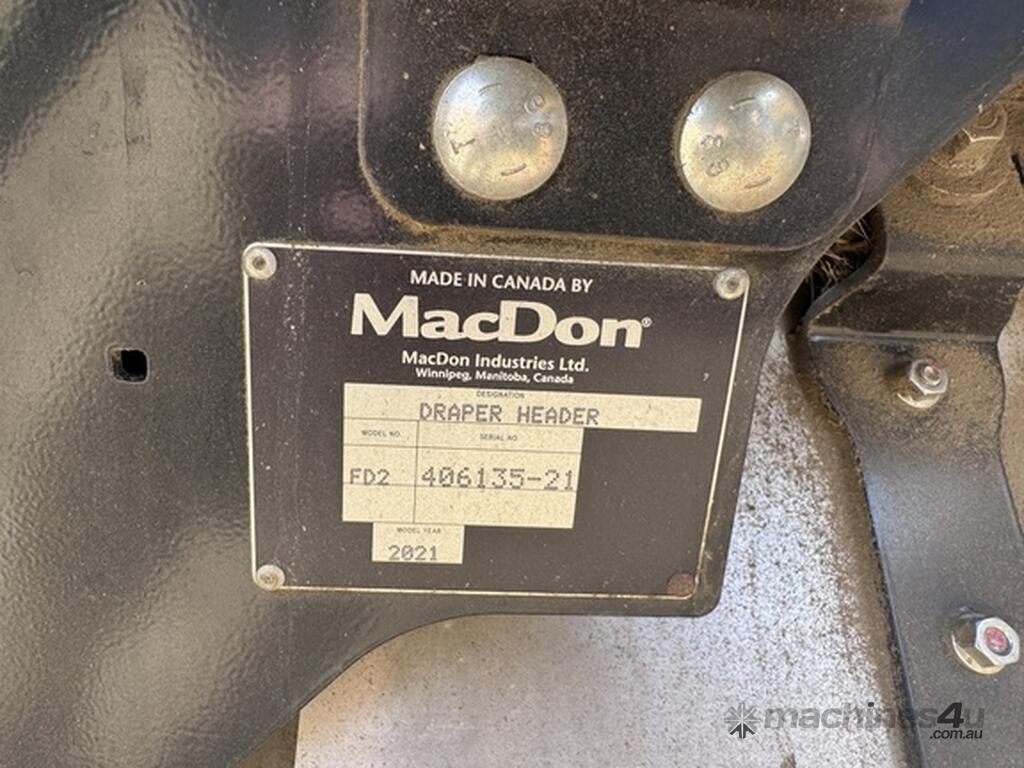 MADE IN CANADA BY
MacDon®
MacDon Industries Ltd.
Winnipeg, Manitoba, Canada
DESIGNATION
DRAPER HEADER
MODEL NO.
SERIAL NO.
FD2
406135-21
MODEL YEAR
2021
machines4u
.com.au